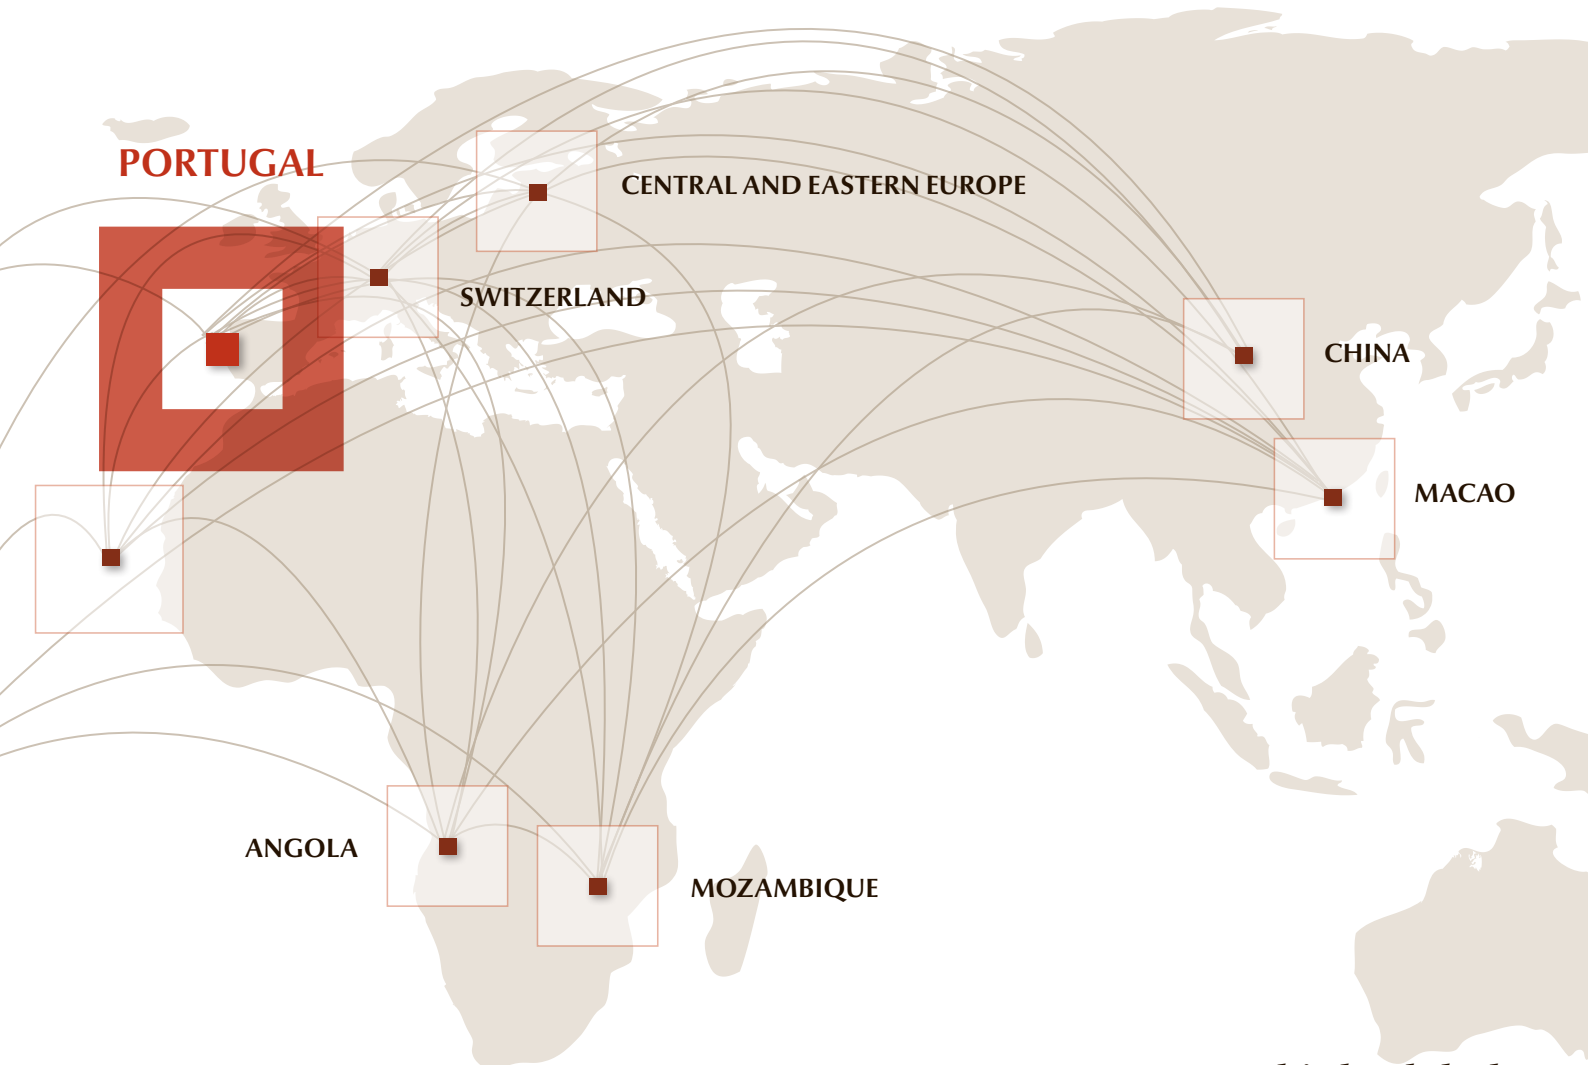 PORTUGAL
CENTRAL AND EASTERN EUROPE
SWITZERLAND
CHINA
MACAO
ANGOLA
MOZAMBIQUE